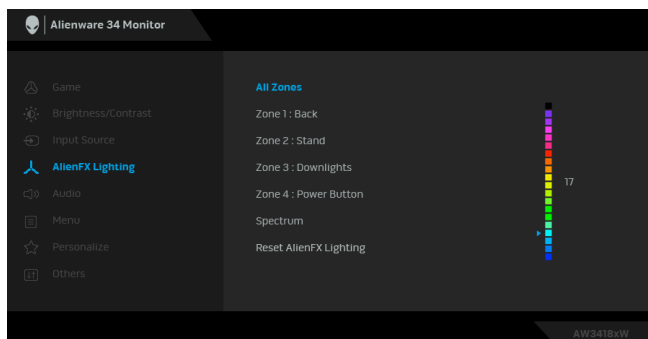 Alienware 34 Monitor
Game
Brightness/Contrast
Input Source
AlienFX Lighting
Audio
Menu
Personalize
Others
All Zones
Zone 1 : Back
Zone 2 : Stand
Zone 3 : Downlights
Zone 4 : Power Button
Spectrum
Reset AlienFX Lighting
17
AW3418xW